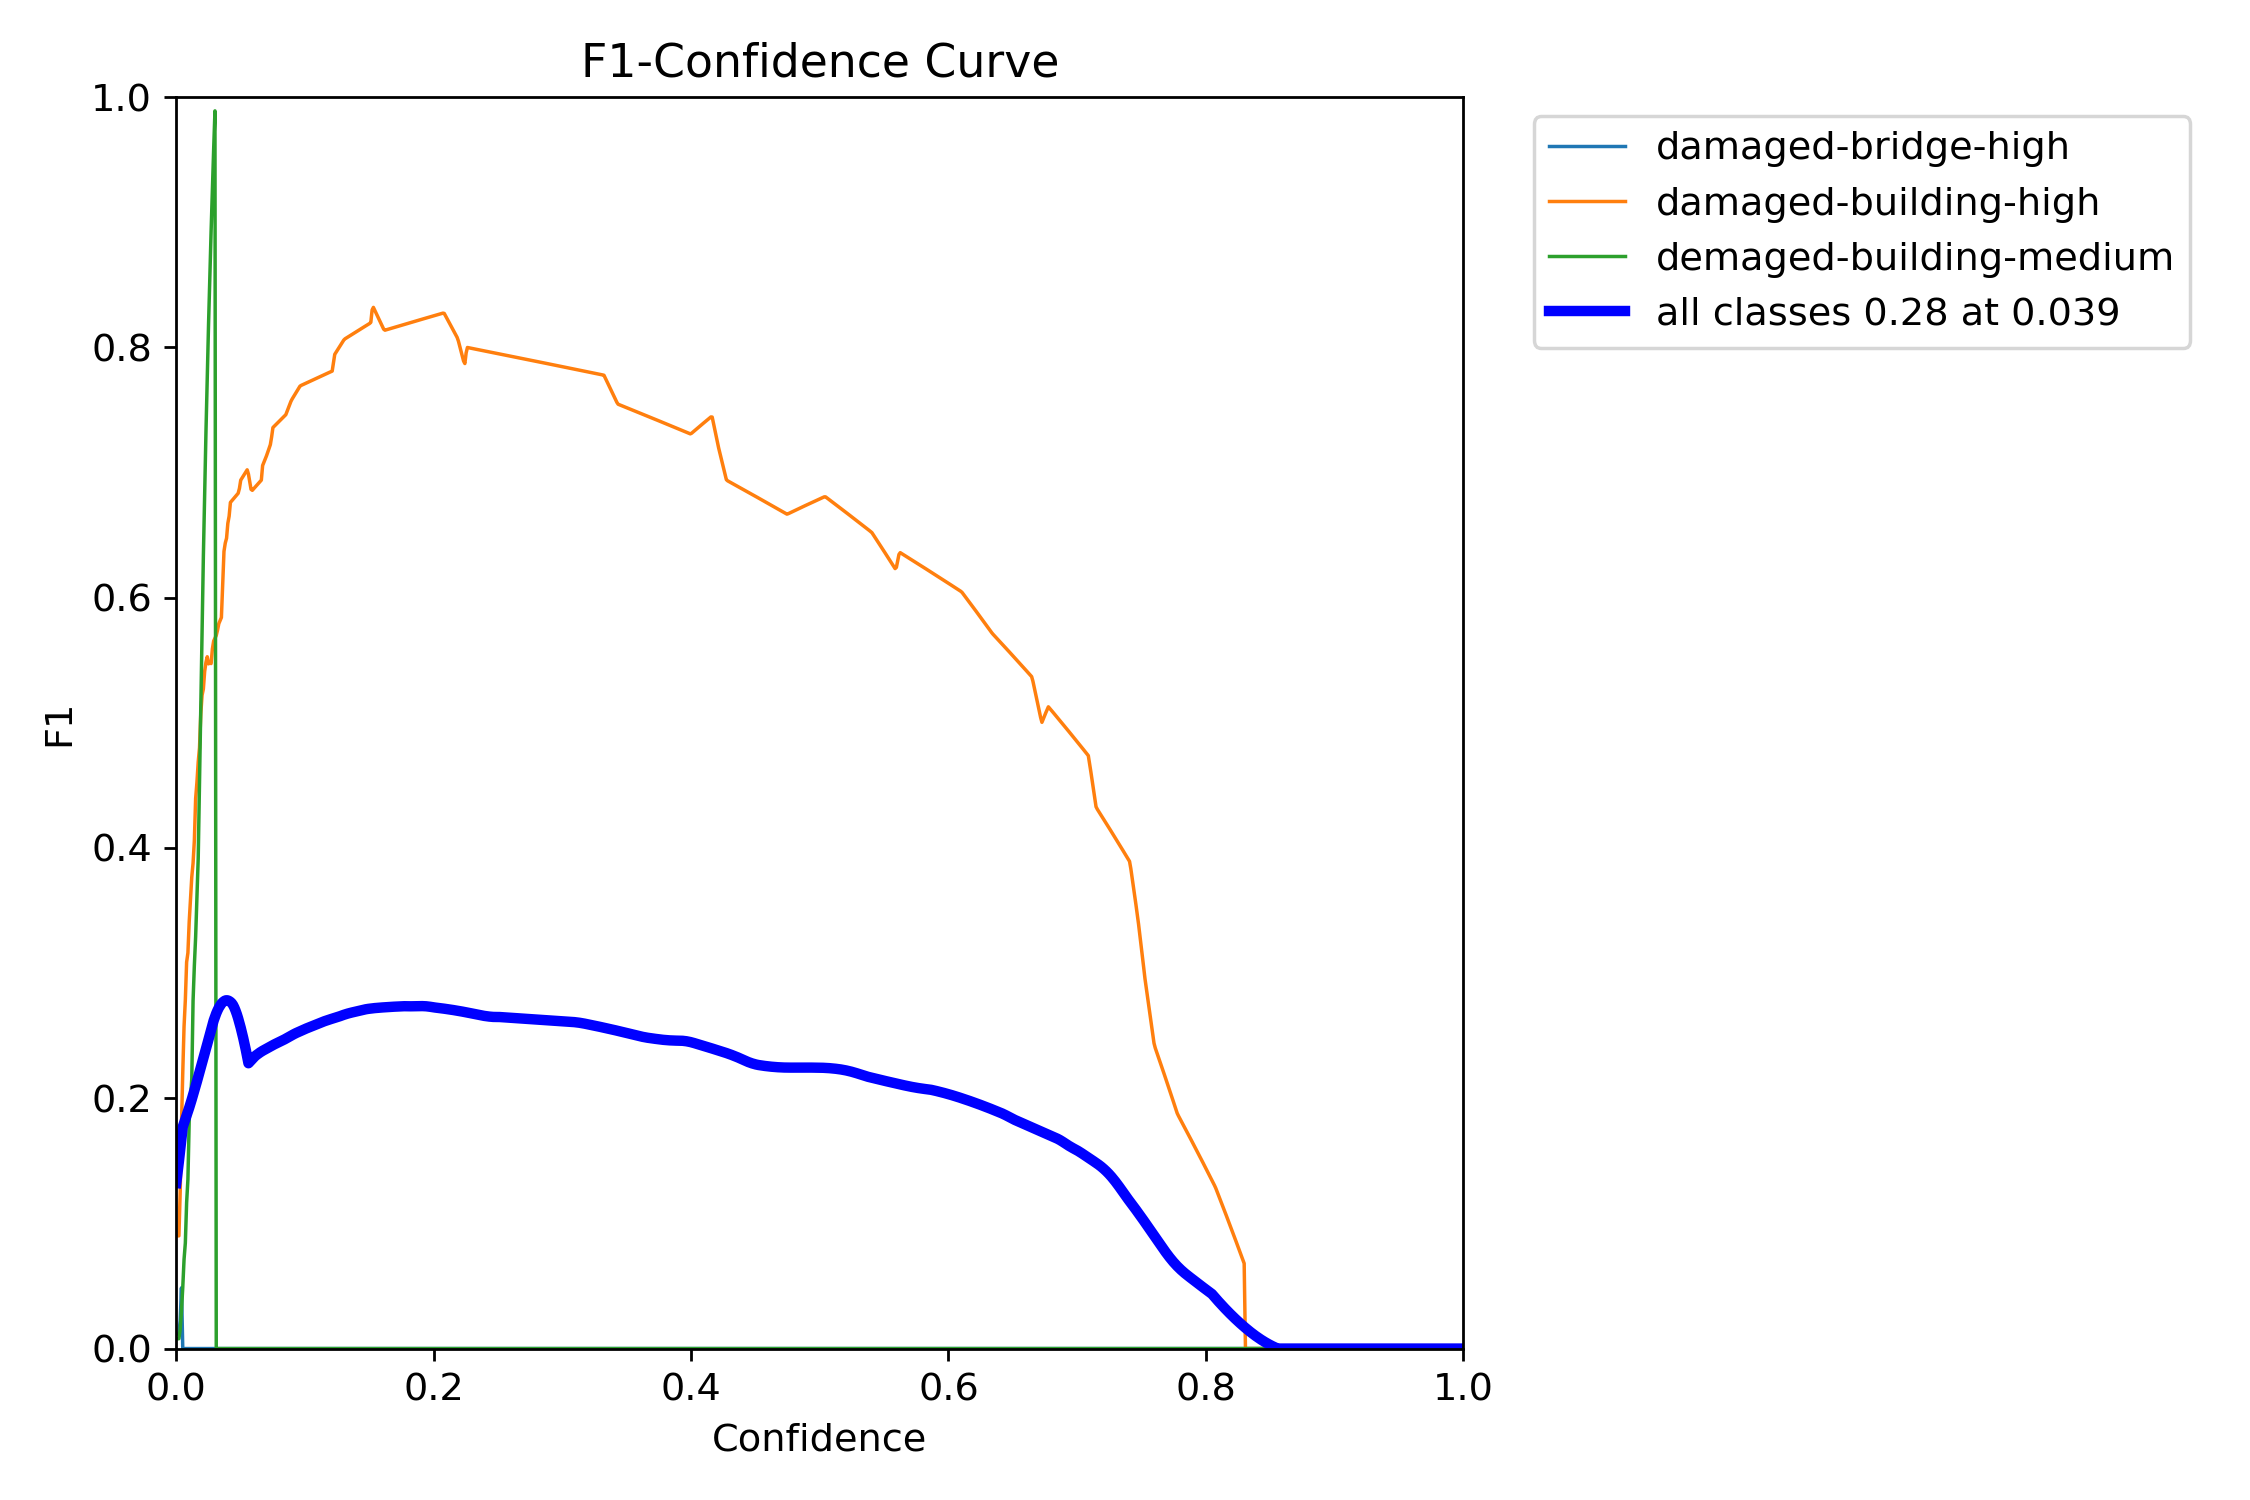 F1-Confidence Curve
1.0
0.8
0.6
0.4
0.2
0.0
F1
0.0 0.2 0.4 0.6 0.8 1.0
Confidence
damaged-bridge-high
damaged-building-high
demaged-building-medium
all classes 0.28 at 0.039